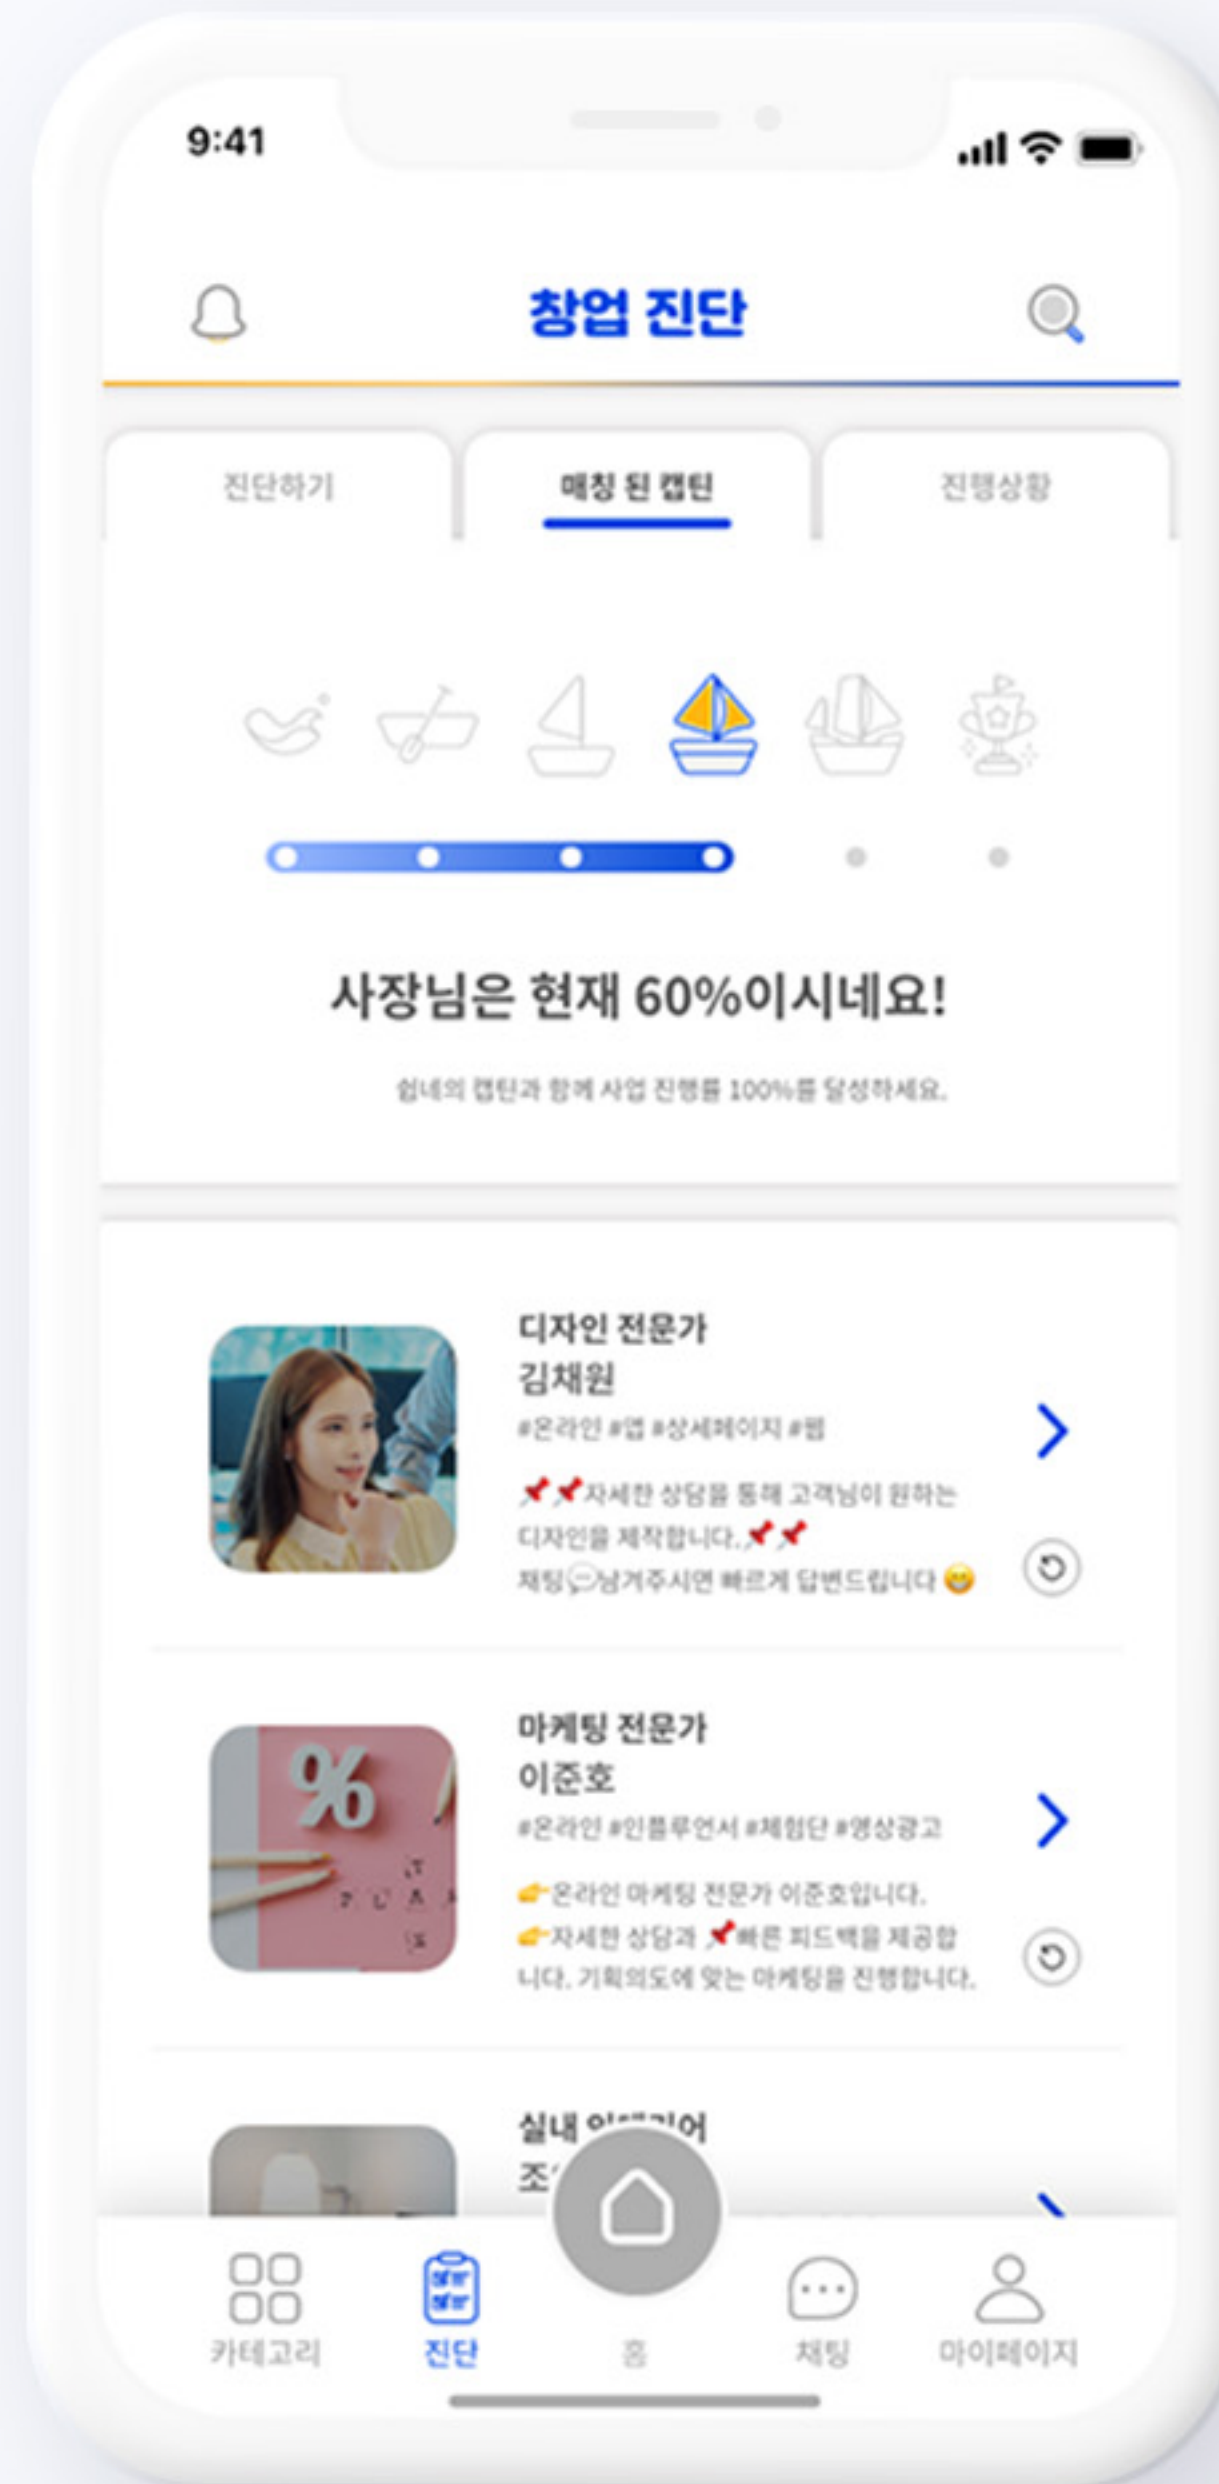 9:41
창업 진단
진단하기
매칭 된 캡틴
진행상황
사장님은 현재 60%이시네요!
쉽네의 캡틴과 함께 사업 진행률 100%를 달성하세요.
디자인 전문가
김채원
#온라인 #앱 #상세페이지 #웹
📌📌자세한 상담을 통해 고객님이 원하는
디자인을 제작합니다.📌📌
채팅💬남겨주시면 빠르게 답변드립니다 😀
%
마케팅 전문가
이준호
#온라인 #인플루언서 #체험단 #영상광고
👉온라인 마케팅 전문가 이준호입니다.
👉자세한 상담과 📌빠른 피드백을 제공합
니다. 기획의도에 맞는 마케팅을 진행합니다.
실내
카테고리
진단
홈
채팅
마이페이지